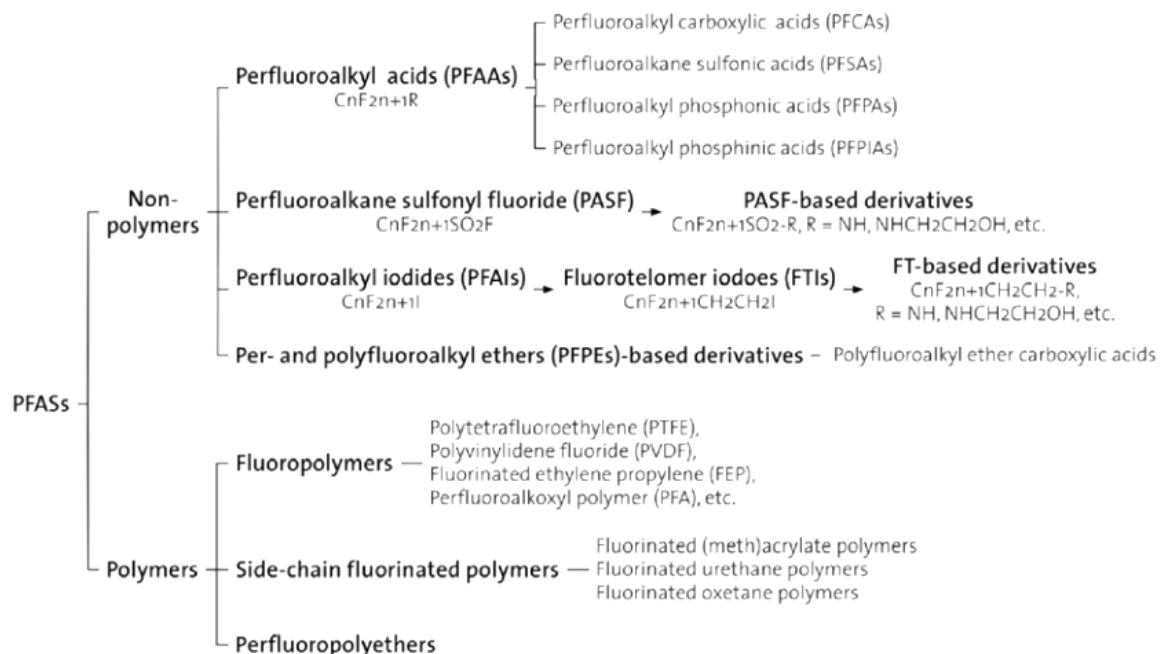 Perfluoroalkyl carboxylic acids (PFCAs)
Perfluoroalkane sulfonic acids (PFSAs)
Perfluoroalkyl acids (PFAAs)
CnF2n+1R
Perfluoroalkyl phosphonic acids (PFPAs)
Perfluoroalkyl phosphinic acids (PFPIAs)
Non-
polymers
Perfluoroalkane sulfonyl fluoride (PASF)
CnF2n+1SO2F
PASF-based derivatives
CnF2n+1SO2-R, R = NH, NHCH2CH2OH, etc.
Perfluoroalkyl iodides (PFAIs)
CnF2n+1I
Fluorotelomer iodoes (FTIs)
CnF2n+1CH2CH2I
FT-based derivatives
CnF2n+1CH2CH2-R,
R = NH, NHCH2CH2OH, etc.
Per- and polyfluoroalkyl ethers (PFPEs)-based derivatives
Polyfluoroalkyl ether carboxylic acids
PFASs
Fluoropolymers
Polytetrafluoroethylene (PTFE),
Polyvinylidene fluoride (PVDF),
Fluorinated ethylene propylene (FEP),
Perfluoroalkoxyl polymer (PFA), etc.
Polymers
Side-chain fluorinated polymers
Fluorinated (meth)acrylate polymers
Fluorinated urethane polymers
Fluorinated oxetane polymers
Perfluoropolyethers